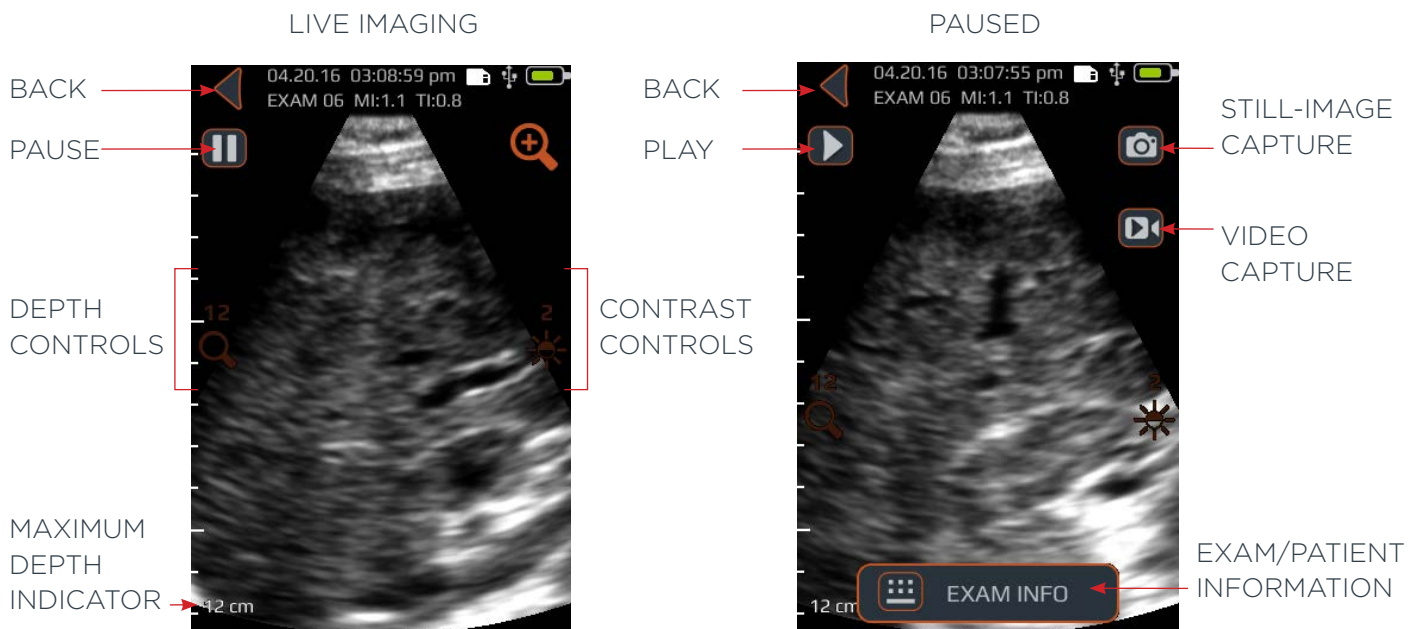 LIVE IMAGING
BACK
PAUSE
DEPTH
CONTROLS
MAXIMUM
DEPTH
INDICATOR
04.20.16 03:08:59 pm
EXAM 06 MI:1.1 TI:0.8
12
2
12 cm
CONTRAST
CONTROLS
PAUSED
BACK
PLAY
04.20.16 03:07:55 pm
EXAM 06 MI:1.1 TI:0.8
12
2
12 cm
EXAM INFO
STILL-IMAGE
CAPTURE
VIDEO
CAPTURE
EXAM/PATIENT
INFORMATION